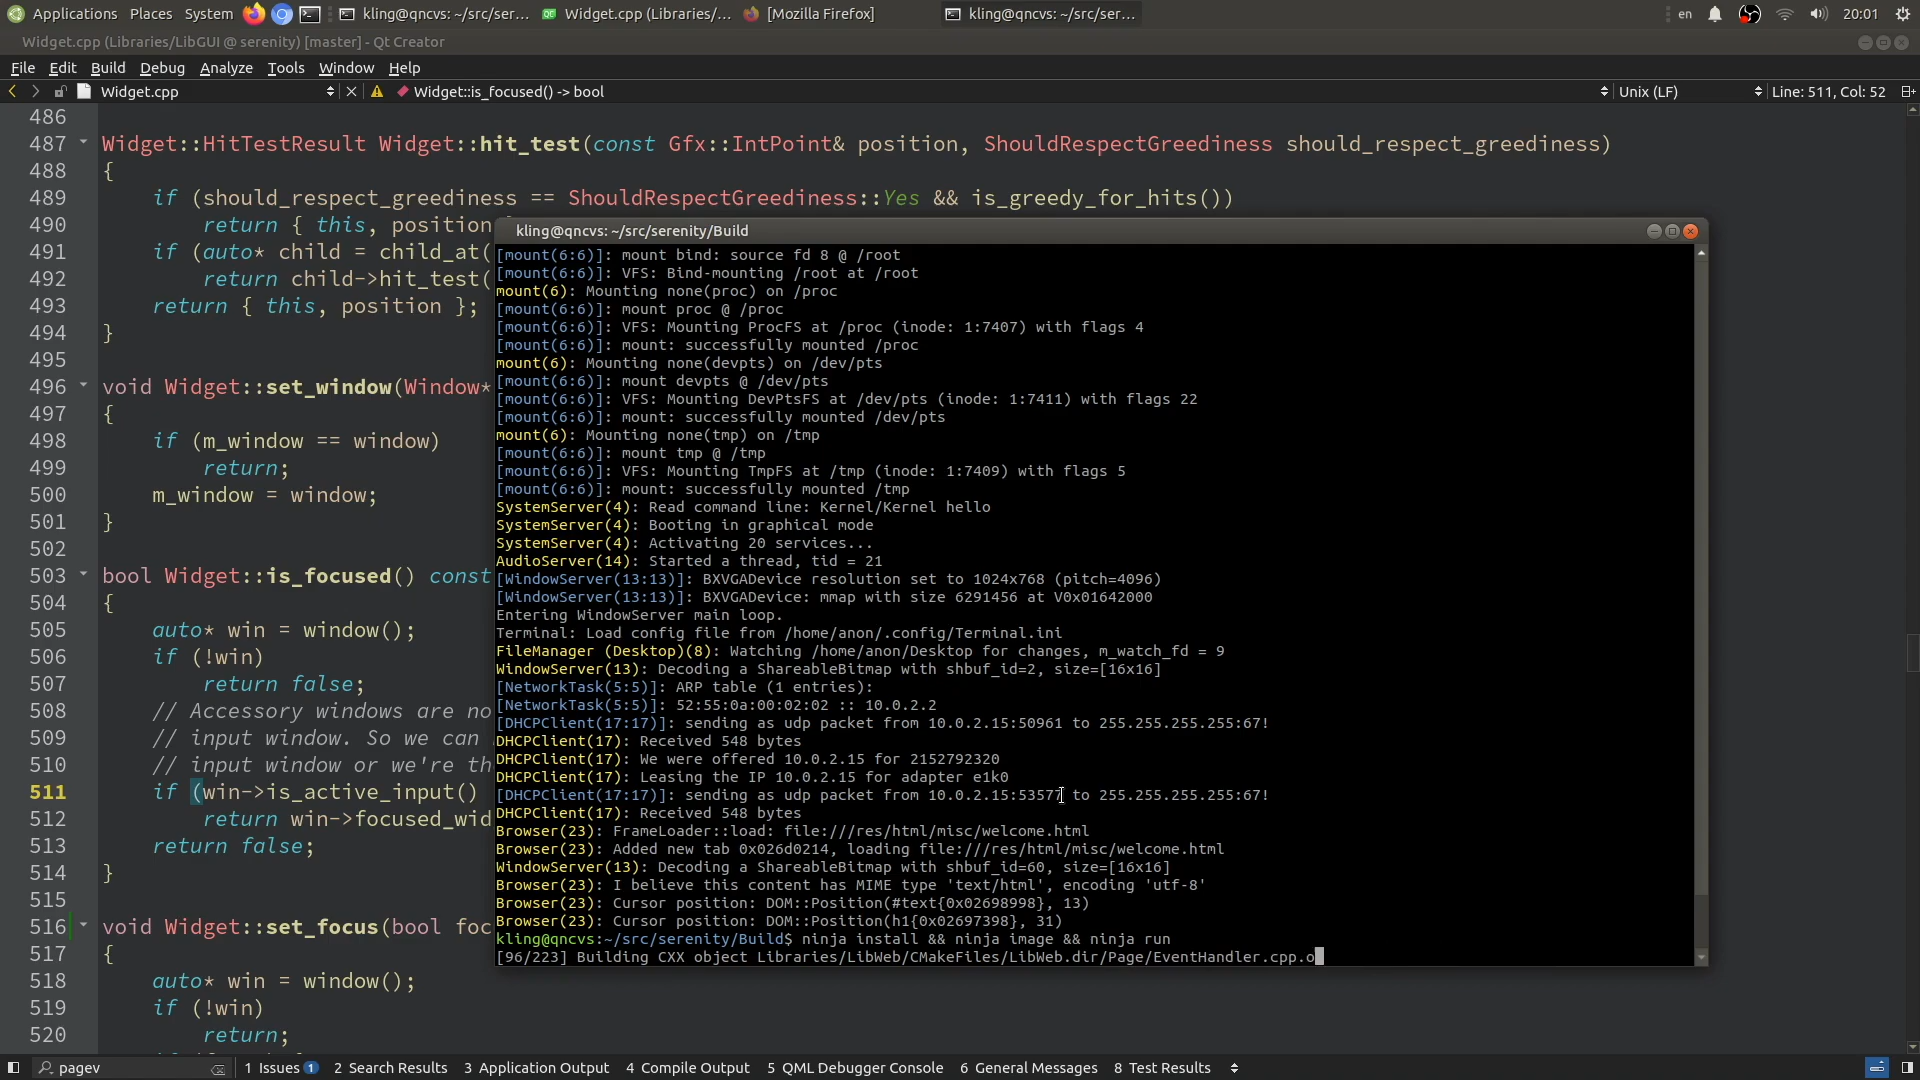 Applications Places System kling@qncvs: ~/src/ser... Widget.cpp (Libraries/... [Mozilla Firefox] kling@qncvs: ~/src/ser... en 20:01
Widget.cpp (Libraries/LibGUI @ serenity) [master] - Qt Creator
File Edit Build Debug Analyze Tools Window Help
Widget.cpp Widget::is_focused() -> bool Unix (LF) Line: 511, Col: 52
486
487 Widget::HitTestResult Widget::hit_test(const Gfx::IntPoint& position, ShouldRespectGreediness should_respect_greediness)
488 {
489 if (should_respect_greediness == ShouldRespectGreediness::Yes && is_greedy_for_hits())
490 return { this, position
491 if (auto* child = child_at(
492 return child->hit_test(
493 return { this, position };
494 }
495
496 void Widget::set_window(Window*
497 {
498 if (m_window == window)
499 return;
500 m_window = window;
501 }
502
503 bool Widget::is_focused() const
504 {
505 auto* win = window();
506 if (!win)
507 return false;
508 // Accessory windows are no
509 // input window. So we can
510 // input window or we're th
511 if (win->is_active_input()
512 return win->focused_wid
513 return false;
514 }
515
516 void Widget::set_focus(bool foc
517 {
518 auto* win = window();
519 if (!win)
520 return;
kling@qncvs: ~/src/serenity/Build
[mount(6:6)]: mount bind: source fd 8 @ /root
[mount(6:6)]: VFS: Bind-mounting /root at /root
mount(6): Mounting none(proc) on /proc
[mount(6:6)]: mount proc @ /proc
[mount(6:6)]: VFS: Mounting ProcFS at /proc (inode: 1:7407) with flags 4
[mount(6:6)]: mount: successfully mounted /proc
mount(6): Mounting none(devpts) on /dev/pts
[mount(6:6)]: mount devpts @ /dev/pts
[mount(6:6)]: VFS: Mounting DevPtsFS at /dev/pts (inode: 1:7411) with flags 22
[mount(6:6)]: mount: successfully mounted /dev/pts
mount(6): Mounting none(tmp) on /tmp
[mount(6:6)]: mount tmp @ /tmp
[mount(6:6)]: VFS: Mounting TmpFS at /tmp (inode: 1:7409) with flags 5
[mount(6:6)]: mount: successfully mounted /tmp
SystemServer(4): Read command line: Kernel/Kernel hello
SystemServer(4): Booting in graphical mode
SystemServer(4): Activating 20 services...
AudioServer(14): Started a thread, tid = 21
[WindowServer(13:13)]: BXVGADevice resolution set to 1024x768 (pitch=4096)
[WindowServer(13:13)]: BXVGADevice: mmap with size 6291456 at V0x01642000
Entering WindowServer main loop.
Terminal: Load config file from /home/anon/.config/Terminal.ini
FileManager (Desktop)(8): Watching /home/anon/Desktop for changes, m_watch_fd = 9
WindowServer(13): Decoding a ShareableBitmap with shbuf_id=2, size=[16x16]
[NetworkTask(5:5)]: ARP table (1 entries):
[NetworkTask(5:5)]: 52:55:0a:00:02:02 :: 10.0.2.2
[DHCPClient(17:17)]: sending as udp packet from 10.0.2.15:50961 to 255.255.255.255:67!
DHCPClient(17): Received 548 bytes
DHCPClient(17): We were offered 10.0.2.15 for 2152792320
DHCPClient(17): Leasing the IP 10.0.2.15 for adapter e1k0
[DHCPClient(17:17)]: sending as udp packet from 10.0.2.15:53577 to 255.255.255.255:67!
DHCPClient(17): Received 548 bytes
Browser(23): FrameLoader::load: file:///res/html/misc/welcome.html
Browser(23): Added new tab 0x026d0214, loading file:///res/html/misc/welcome.html
WindowServer(13): Decoding a ShareableBitmap with shbuf_id=60, size=[16x16]
Browser(23): I believe this content has MIME type 'text/html', encoding 'utf-8'
Browser(23): Cursor position: DOM::Position(#text{0x02698998}, 13)
Browser(23): Cursor position: DOM::Position(h1{0x02697398}, 31)
kling@qncvs:~/src/serenity/Build$ ninja install && ninja image && ninja run
[96/223] Building CXX object Libraries/LibWeb/CMakeFiles/LibWeb.dir/Page/EventHandler.cpp.o
pagev 1 Issues 1 2 Search Results 3 Application Output 4 Compile Output 5 QML Debugger Console 6 General Messages 8 Test Results